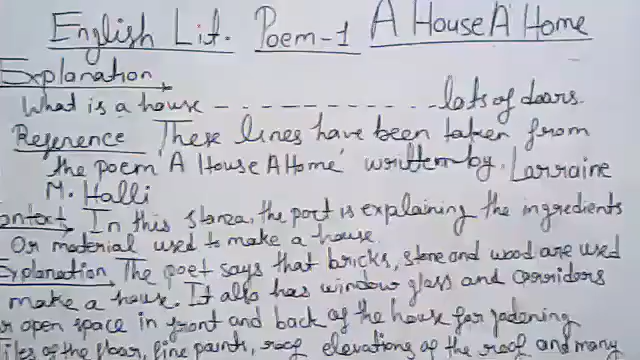 English Lit. Poem-1 A House A Home
Explanation
What is a house - - - - - - - - - - - lots of doors.
Reference These lines have been taken from
the poem 'A House A Home' written by Lorraine
M. Halli
ontext In this stanza, the poet is explaining the ingredients
or material used to make a house.
Explanation The poet says that bricks, stone and wood are used
make a house. It also has window glass and corridors
open space in front and back of the house for gardening
tiles of the floor, fine paints, roof elevations of the roof and many